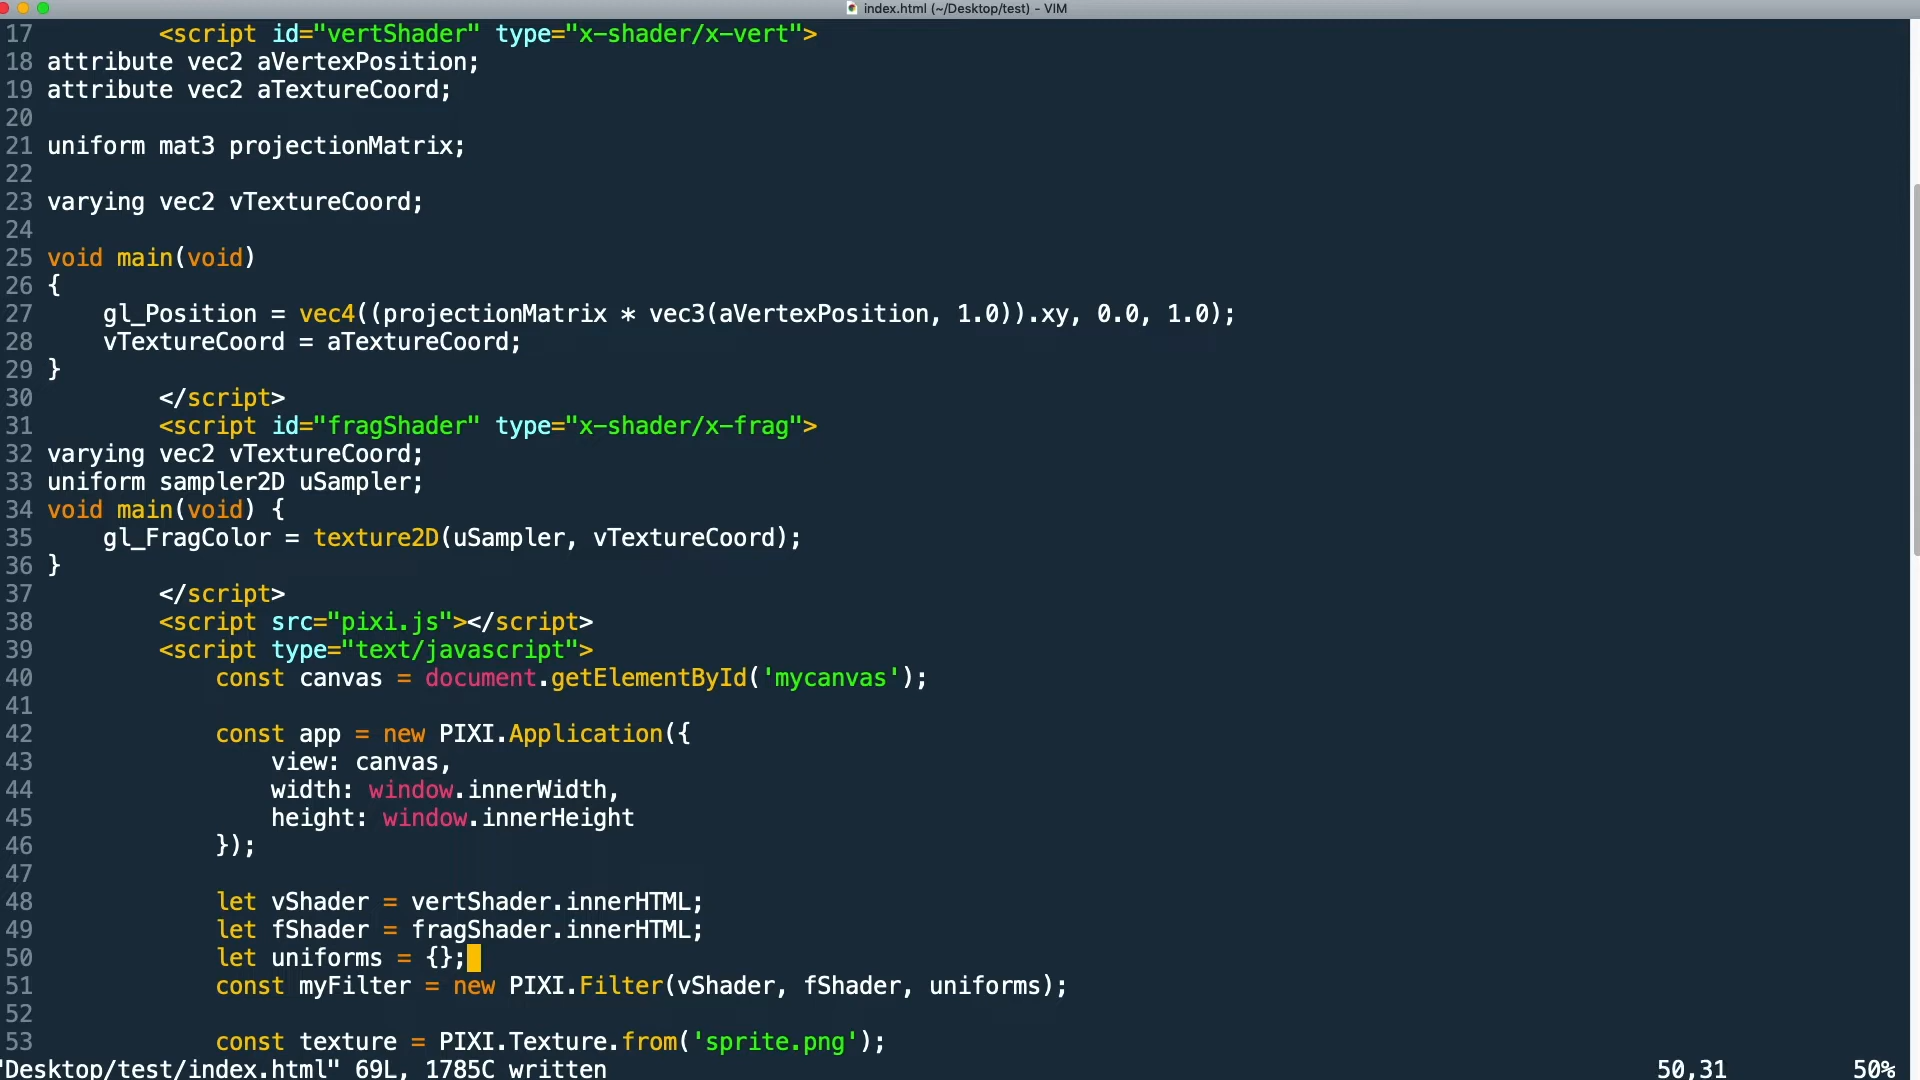 index.html (~/Desktop/test) - VIM
17         <script id="vertShader" type="x-shader/x-vert">
18 attribute vec2 aVertexPosition;
19 attribute vec2 aTextureCoord;
20
21 uniform mat3 projectionMatrix;
22
23 varying vec2 vTextureCoord;
24
25 void main(void)
26 {
27     gl_Position = vec4((projectionMatrix * vec3(aVertexPosition, 1.0)).xy, 0.0, 1.0);
28     vTextureCoord = aTextureCoord;
29 }
30         </script>
31         <script id="fragShader" type="x-shader/x-frag">
32 varying vec2 vTextureCoord;
33 uniform sampler2D uSampler;
34 void main(void) {
35     gl_FragColor = texture2D(uSampler, vTextureCoord);
36 }
37         </script>
38         <script src="pixi.js"></script>
39         <script type="text/javascript">
40             const canvas = document.getElementById('mycanvas');
41
42             const app = new PIXI.Application({
43                 view: canvas,
44                 width: window.innerWidth,
45                 height: window.innerHeight
46             });
47
48             let vShader = vertShader.innerHTML;
49             let fShader = fragShader.innerHTML;
50             let uniforms = {};
51             const myFilter = new PIXI.Filter(vShader, fShader, uniforms);
52
53             const texture = PIXI.Texture.from('sprite.png');
"Desktop/test/index.html" 69L, 1785C written 50,31 50%